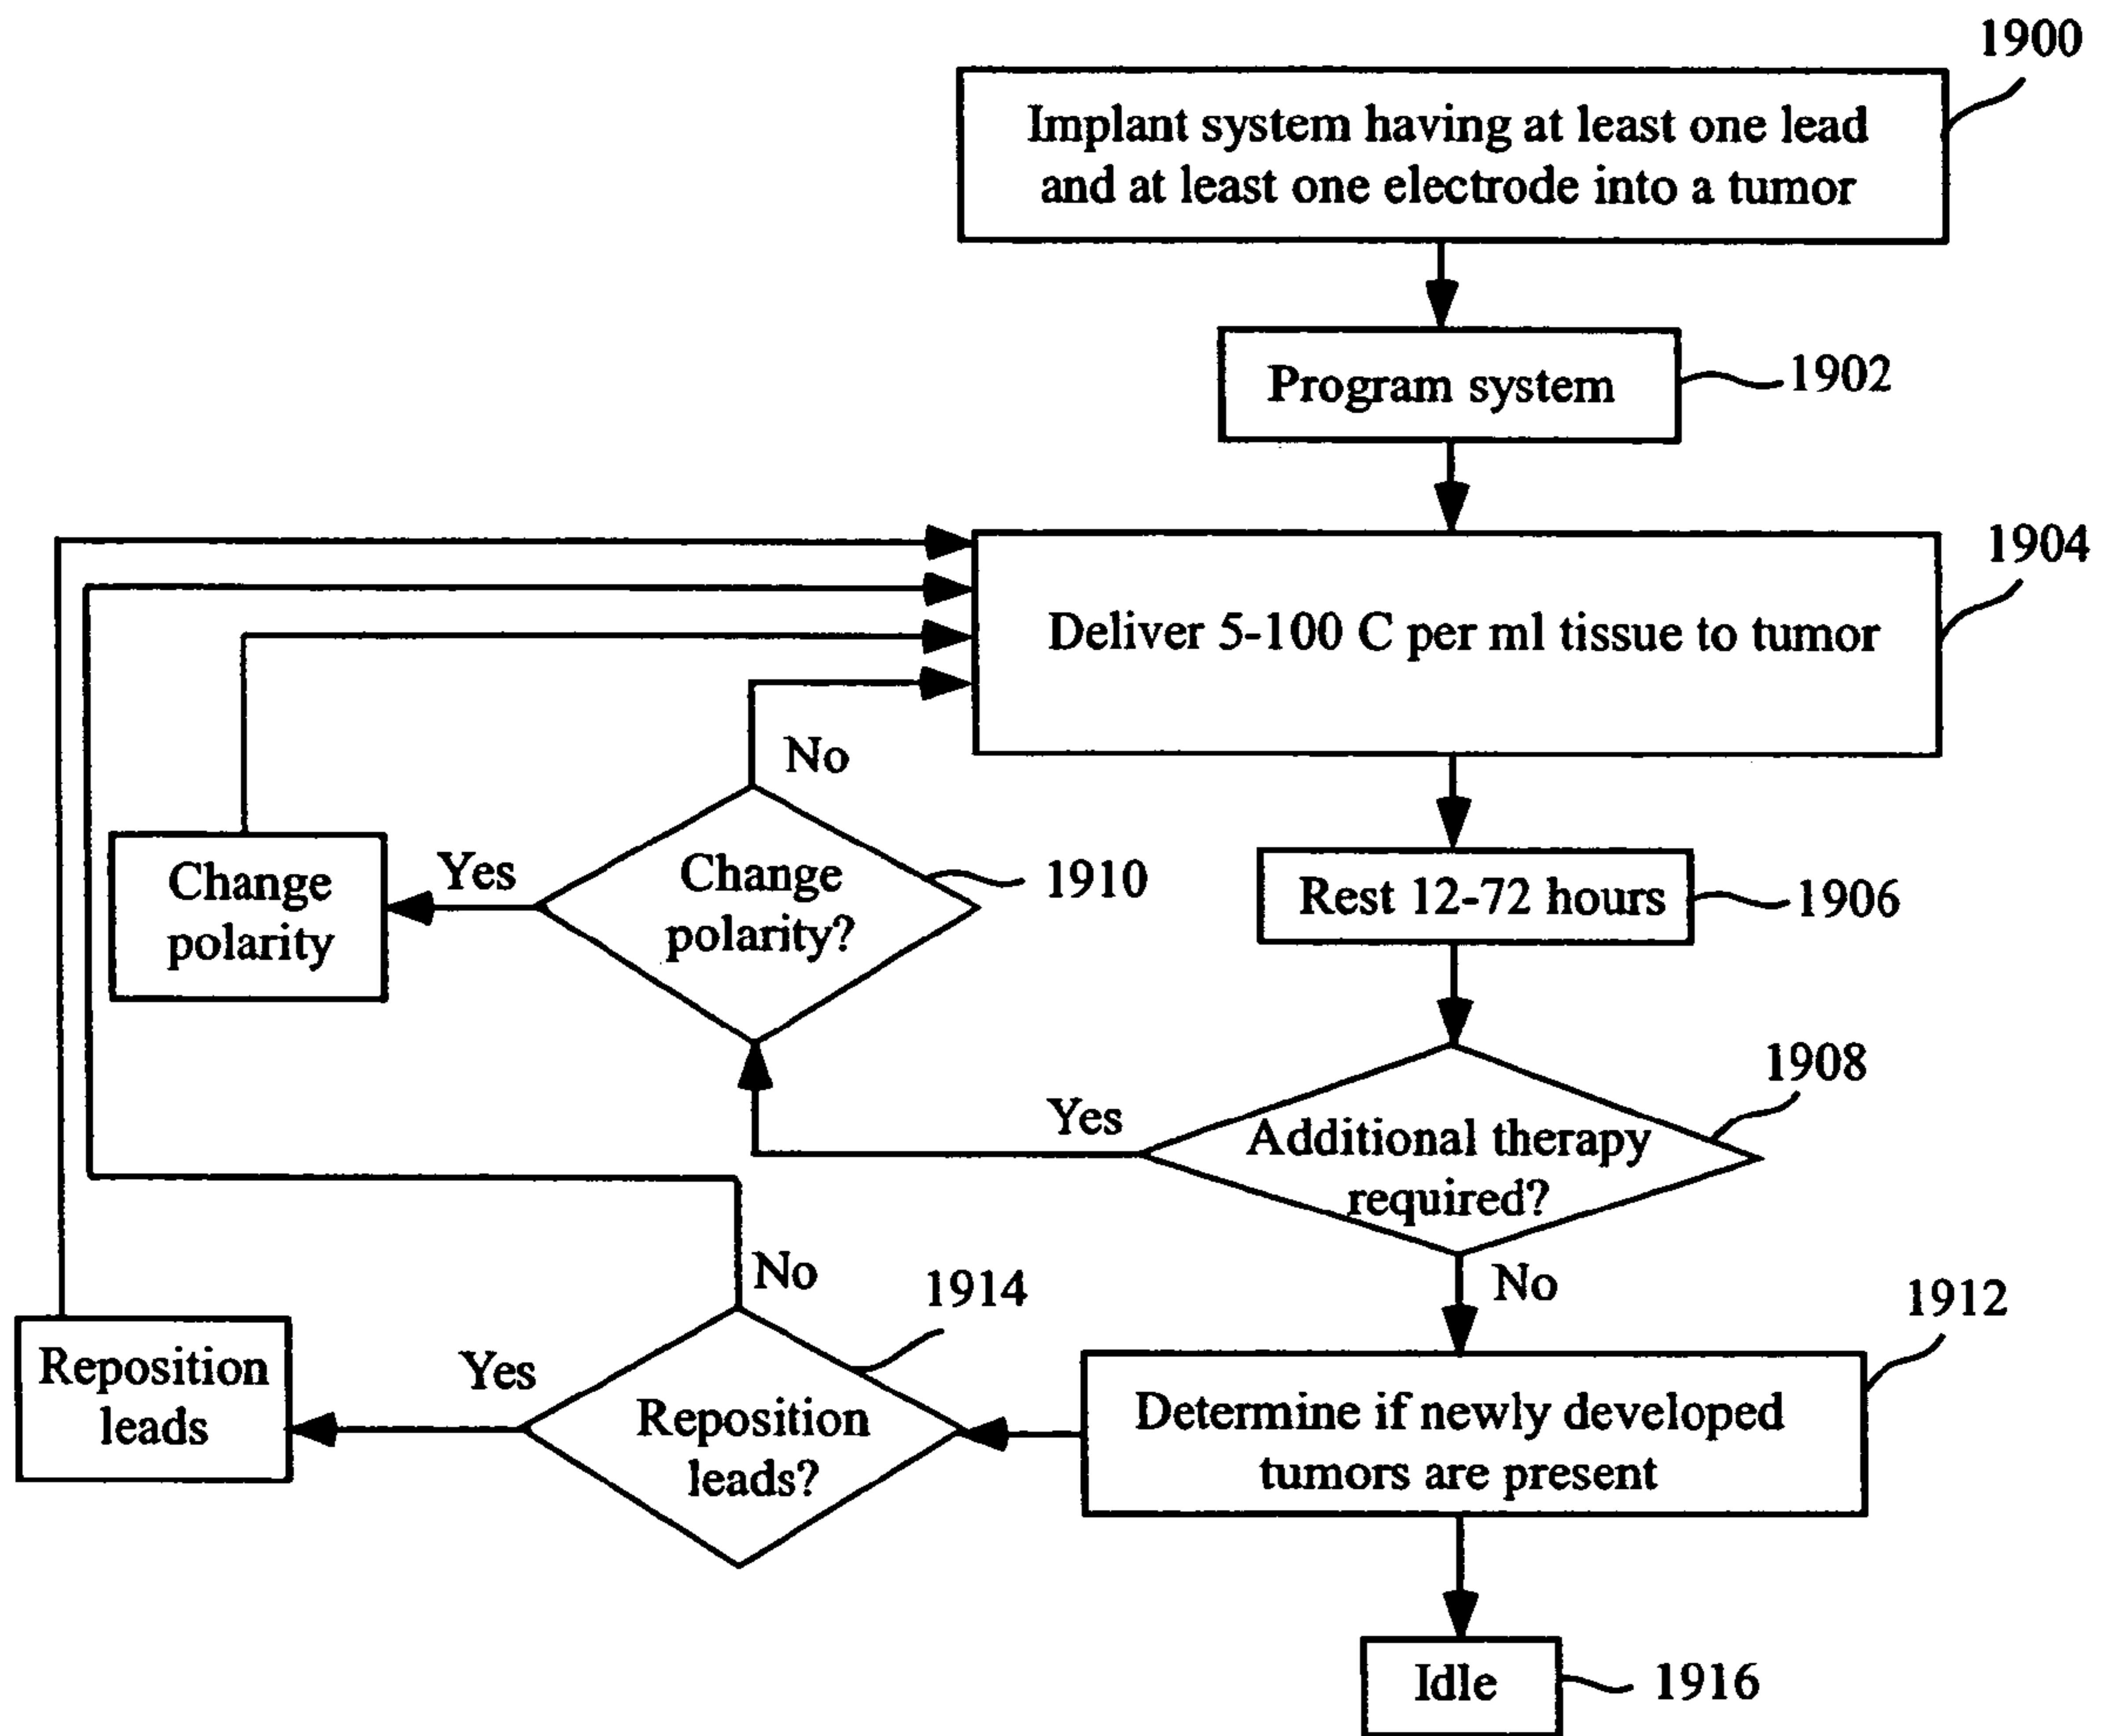 1900
Implant system having at least one lead
and at least one electrode into a tumor
Program system
1902
1904
Deliver 5-100 C per ml tissue to tumor
No
Change
polarity
Yes
Change
polarity?
1910
Rest 12-72 hours
1906
1908
Yes
Additional therapy
required?
No
No
1914
1912
Reposition
leads
Yes
Reposition
leads?
Determine if newly developed
tumors are present
Idle
1916